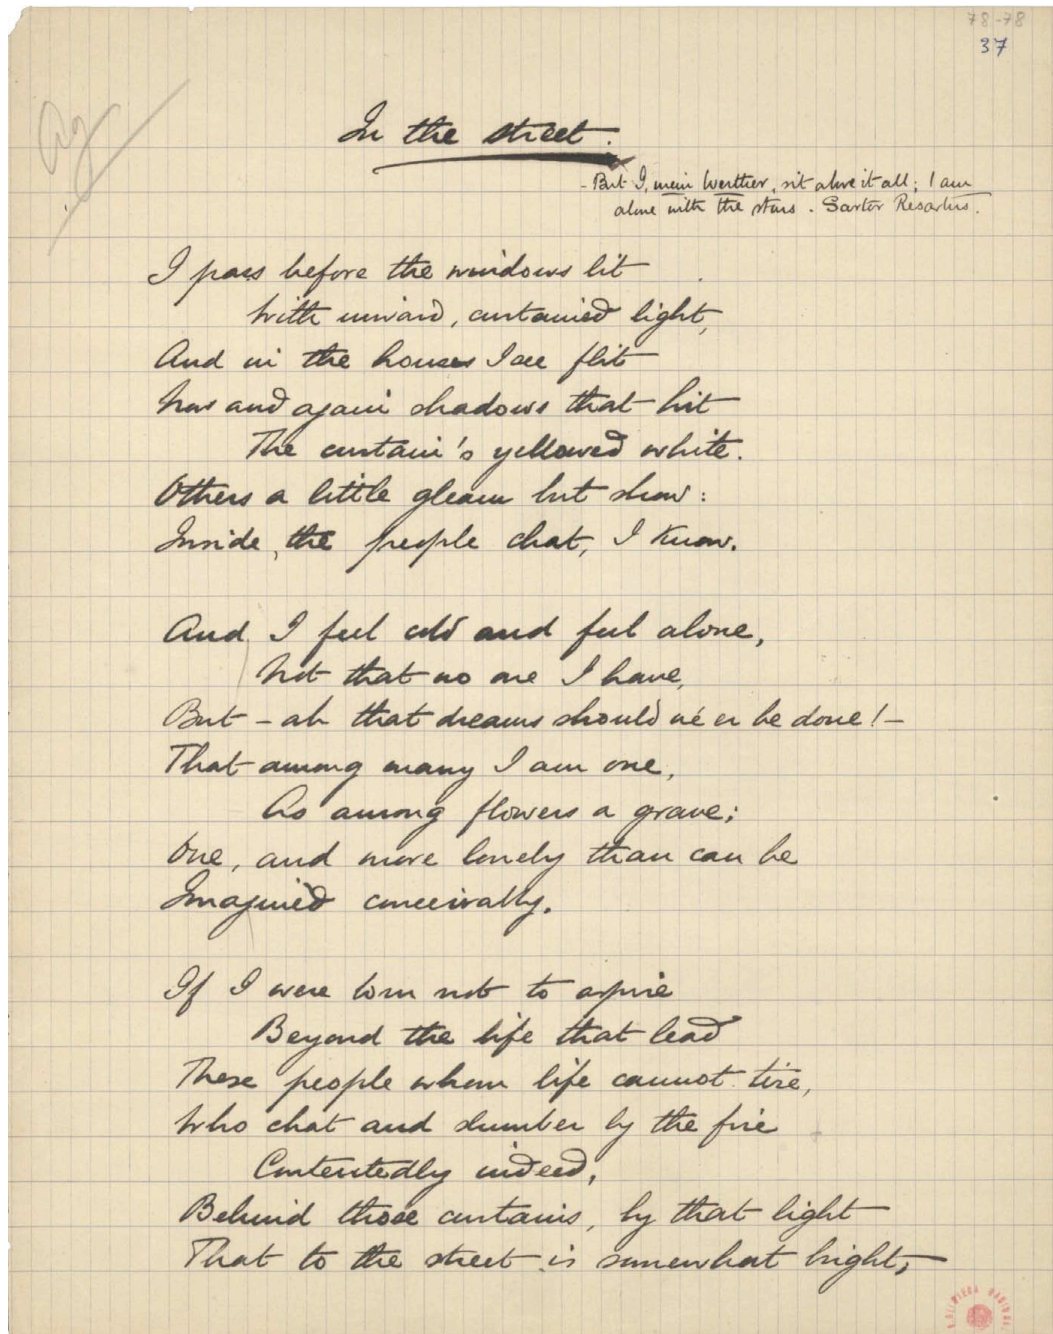 78-78
37
In the street.
- But I, mein Werther, sit above it all; I am
alone with the stars. Sartor Resartus.
I pass before the windows lit
With inward, curtained light,
And in the houses I see flit
Now and again shadows that hit
The curtain's yellowed white.
Others a little gleam but show:
Inside, the people chat, I know.
And I feel cold and feel alone,
Not that no one I have,
But - ah that dreams should ne'er be done! -
That among many I am one,
As among flowers a grave;
One, and more lonely than can be
Imagined conceivably.
If I were born not to aspire
Beyond the life that lead
These people whom life cannot tire,
Who chat and slumber by the fire
Contentedly indeed,
Behind those curtains, by that light
That to the street is somewhat bright;